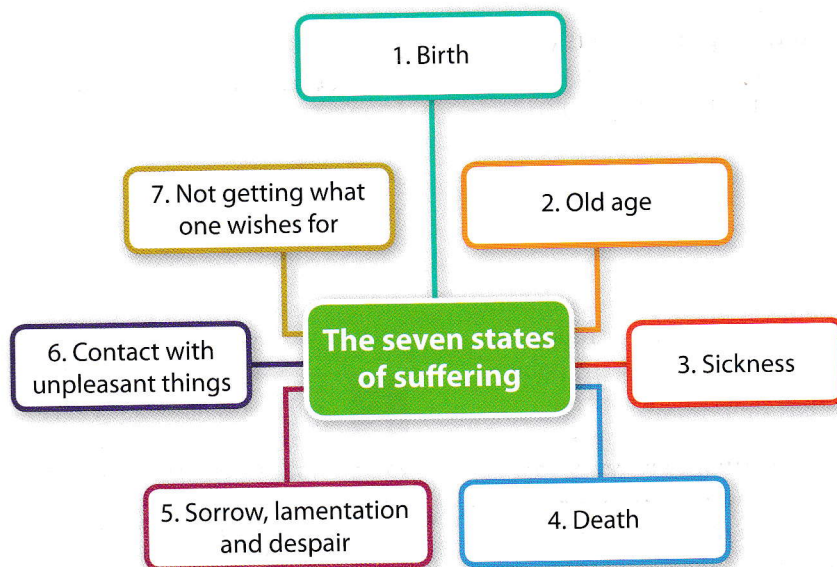 1. Birth
7. Not getting what
one wishes for
2. Old age
The seven states
of suffering
6. Contact with
unpleasant things
3. Sickness
5. Sorrow, lamentation
and despair
4. Death